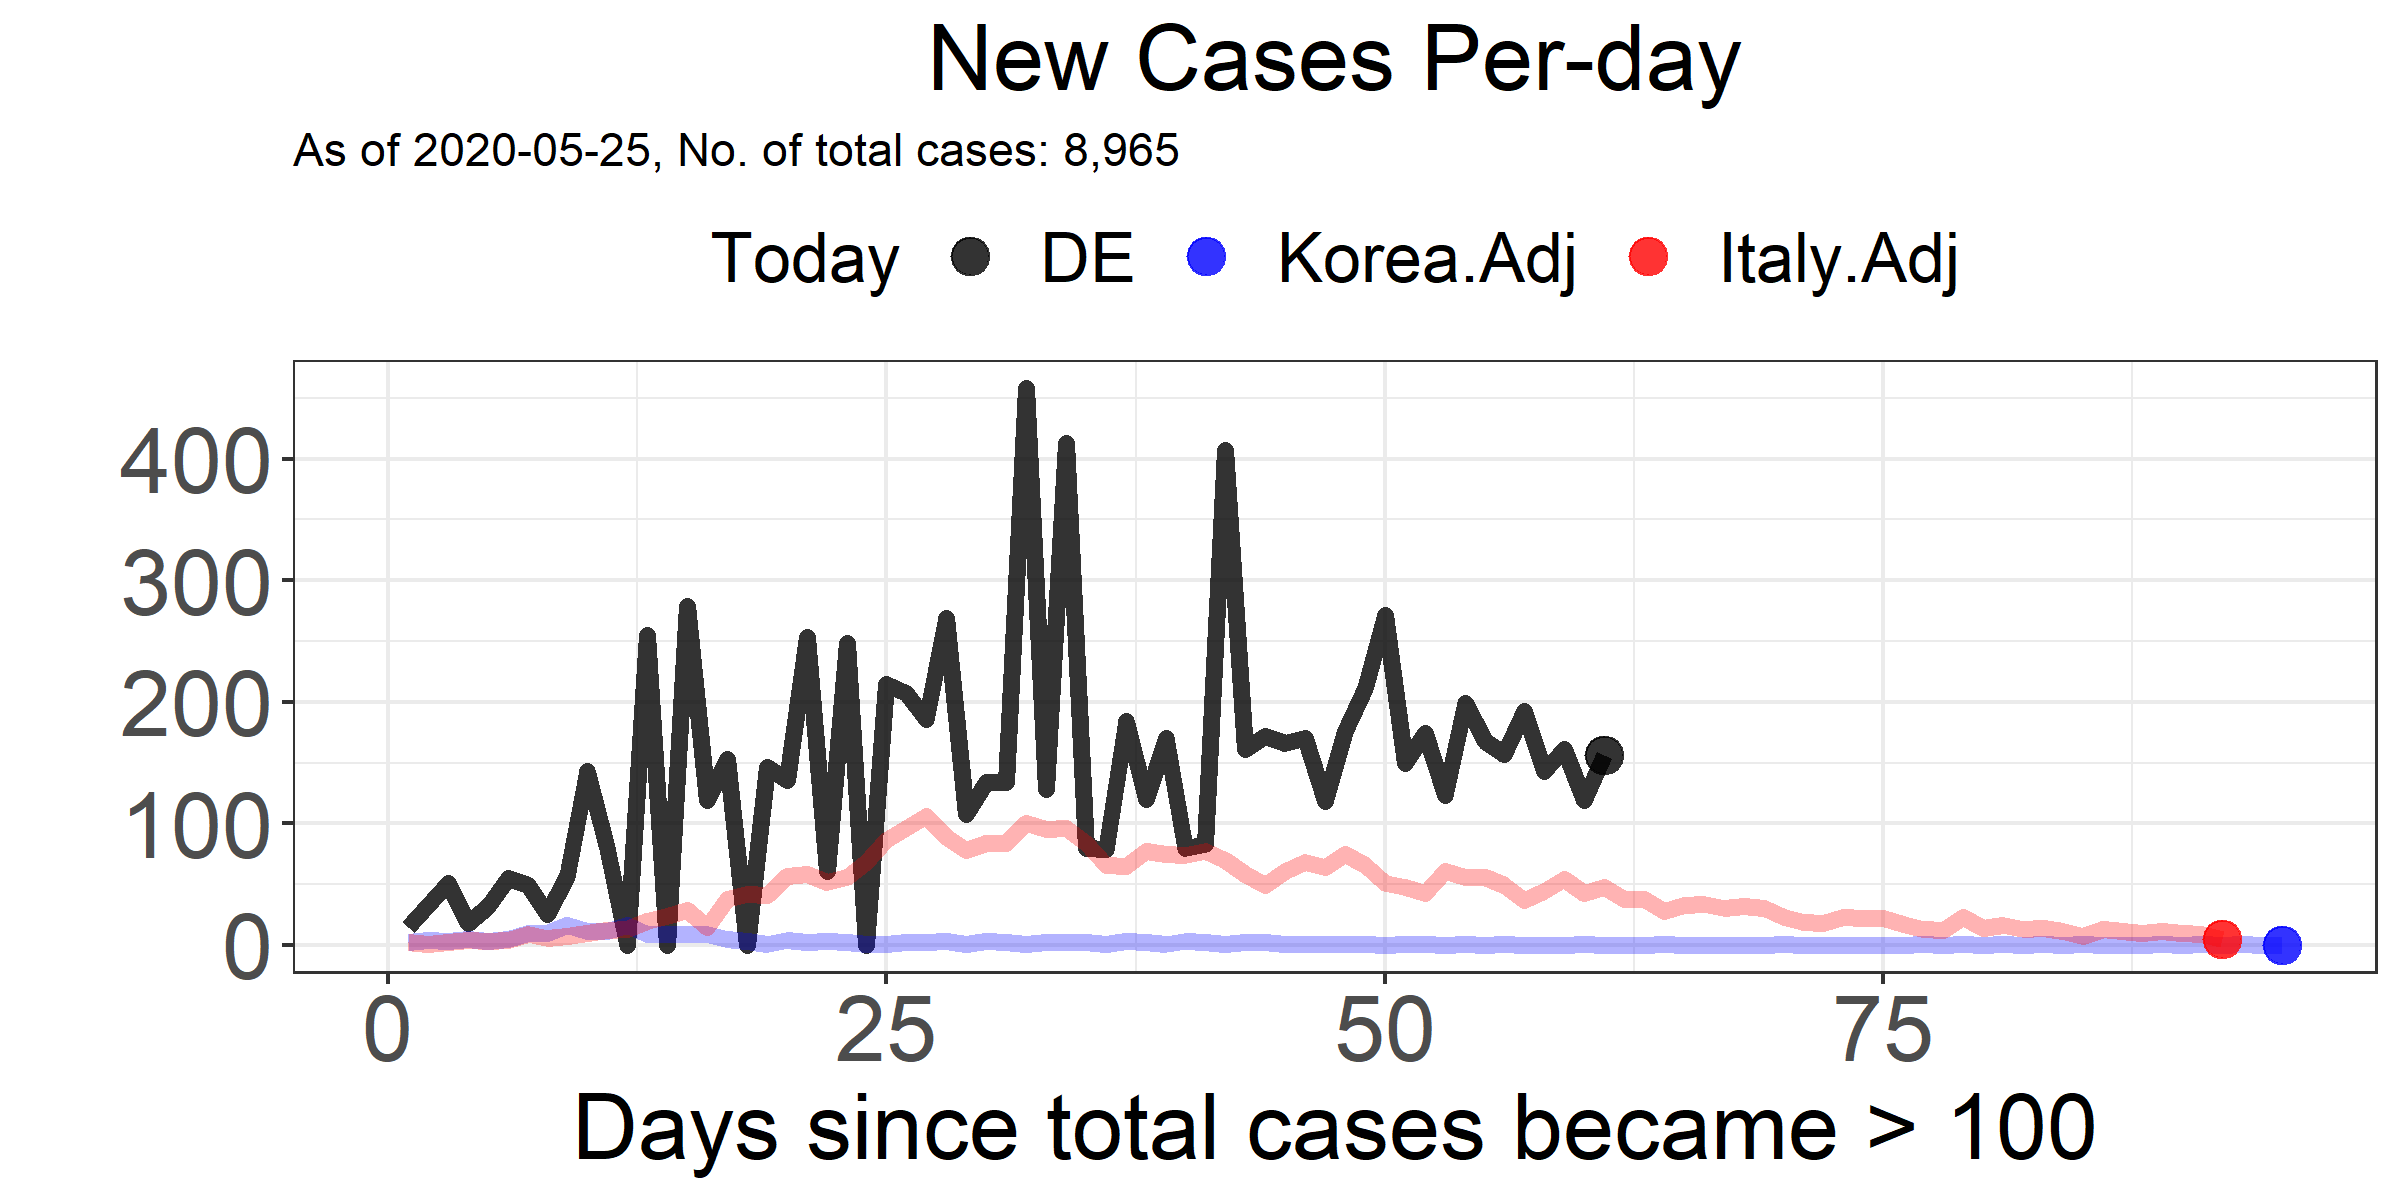 New Cases Per-day
As of 2020-05-25, No. of total cases: 8,965
Today DE Korea.Adj Italy.Adj
400
300
200
100
0
0 25 50 75
Days since total cases became > 100